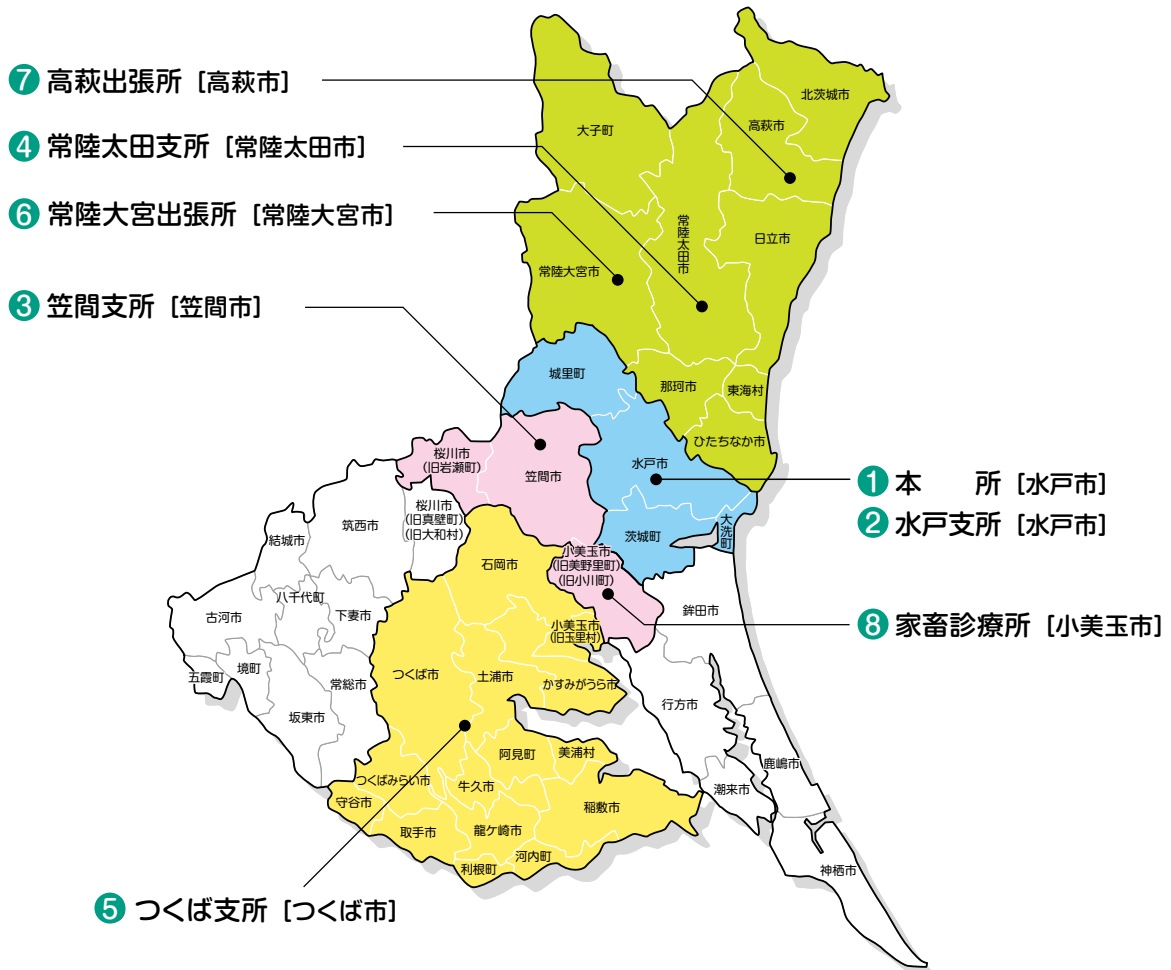 ⑦ 高萩出張所 [高萩市]
④ 常陸太田支所 [常陸太田市]
⑥ 常陸大宮出張所 [常陸大宮市]
③ 笠間支所 [笠間市]
① 本　　所 [水戸市]
② 水戸支所 [水戸市]
⑧ 家畜診療所 [小美玉市]
⑤ つくば支所 [つくば市]
北茨城市
高萩市
大子町
常陸太田市
日立市
常陸大宮市
城里町
那珂市
東海村
ひたちなか市
水戸市
笠間市
桜川市
(旧岩瀬町)
桜川市
(旧真壁町)
(旧大和村)
大洗町
茨城町
筑西市
結城市
石岡市
小美玉市
(旧美野里町)
(旧小川町)
八千代町
下妻市
古河市
鉾田市
小美玉市
(旧玉里村)
五霞町
境町
常総市
つくば市
土浦市
かすみがうら市
坂東市
行方市
阿見町
美浦村
鹿嶋市
つくばみらい市
牛久市
潮来市
守谷市
稲敷市
取手市
龍ケ崎市
河内町
利根町
神栖市